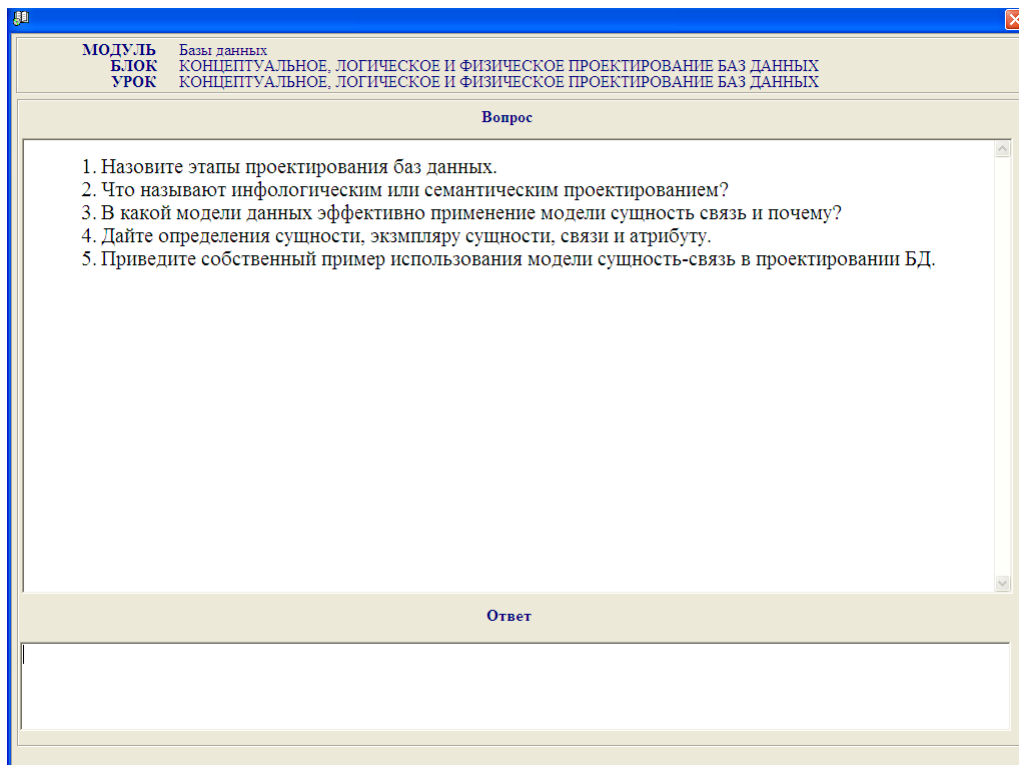 МОДУЛЬ Базы данных
БЛОК КОНЦЕПТУАЛЬНОЕ, ЛОГИЧЕСКОЕ И ФИЗИЧЕСКОЕ ПРОЕКТИРОВАНИЕ БАЗ ДАННЫХ
УРОК КОНЦЕПТУАЛЬНОЕ, ЛОГИЧЕСКОЕ И ФИЗИЧЕСКОЕ ПРОЕКТИРОВАНИЕ БАЗ ДАННЫХ
Вопрос
1. Назовите этапы проектирования баз данных.
2. Что называют инфологическим или семантическим проектированием?
3. В какой модели данных эффективно применение модели сущность связь и почему?
4. Дайте определения сущности, экзмпляру сущности, связи и атрибуту.
5. Приведите собственный пример использования модели сущность-связь в проектировании БД.
Ответ